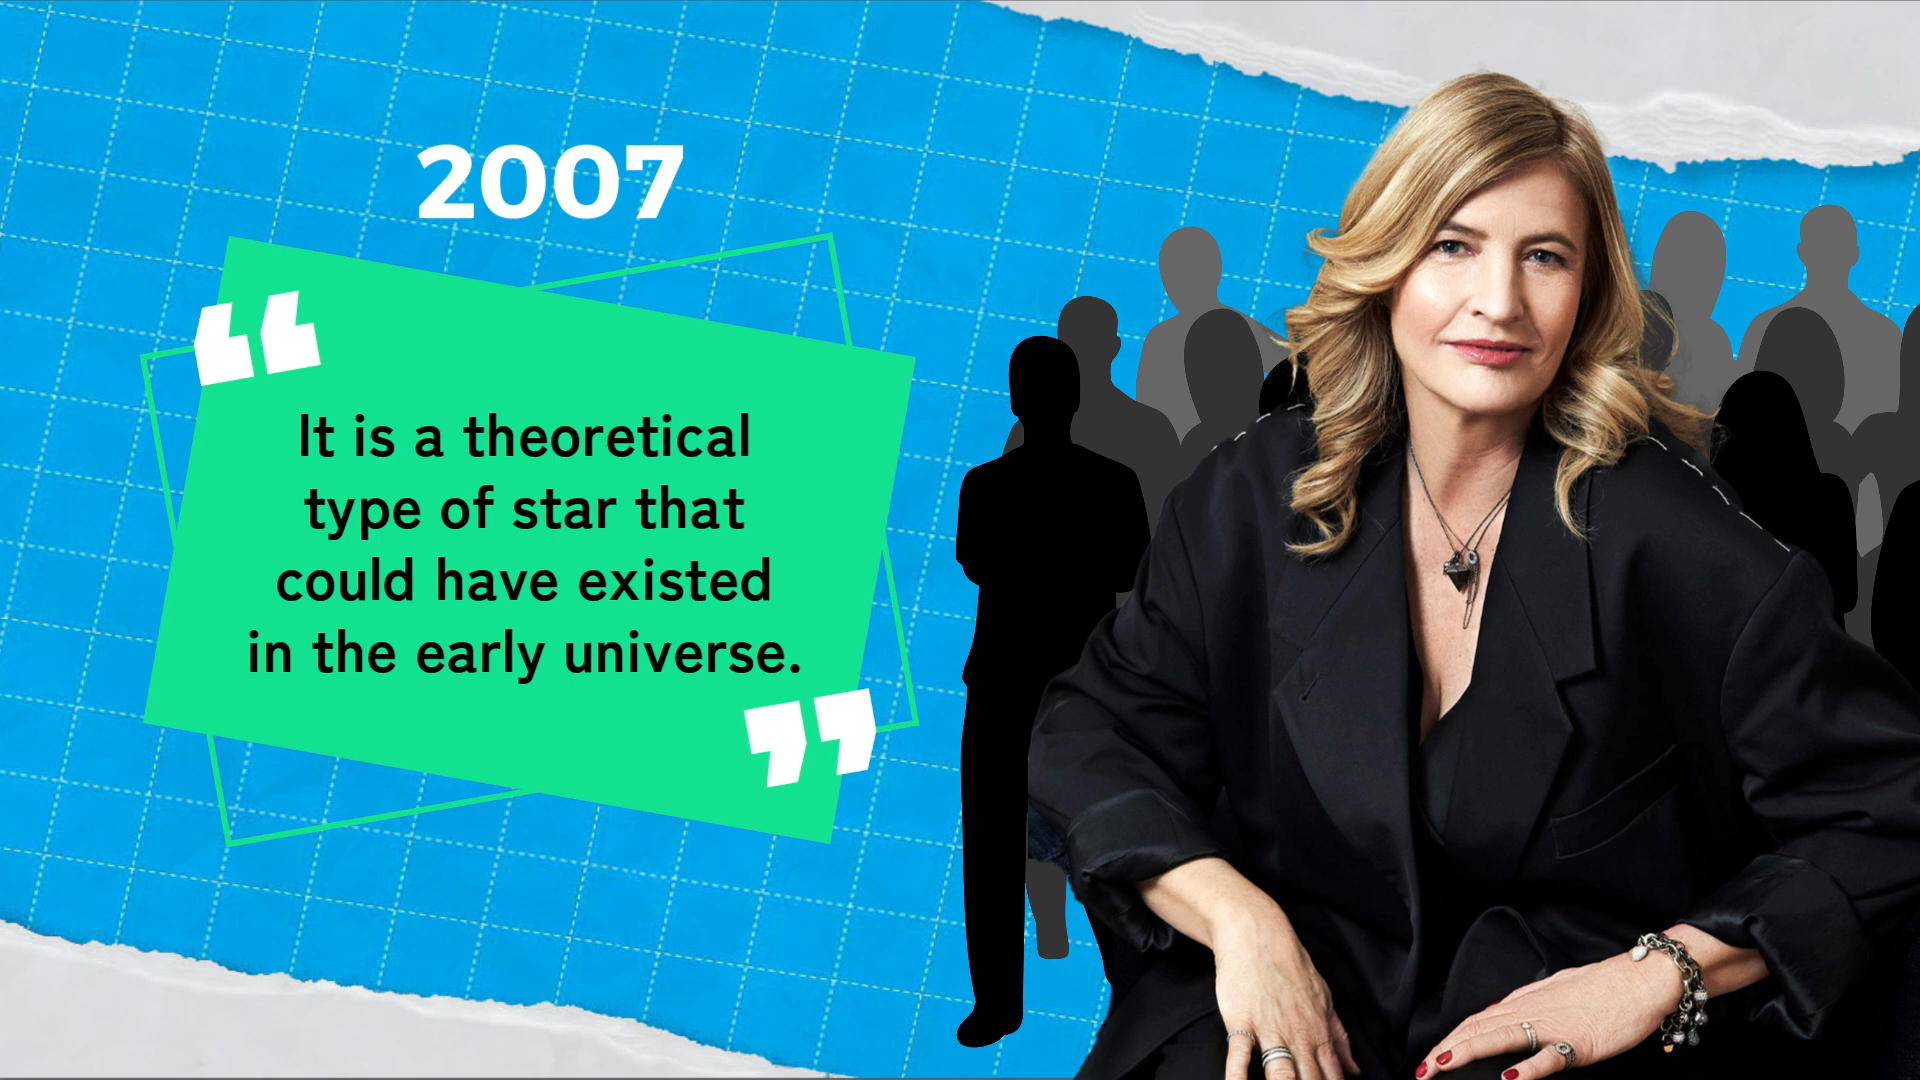 2007
“
It is a theoretical
type of star that
could have existed
in the early universe.
”